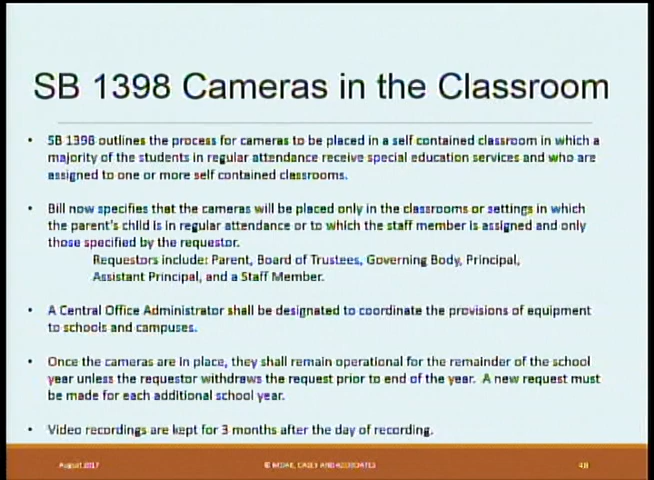 SB 1398 Cameras in the Classroom
• SB 1398 outlines the process for cameras to be placed in a self contained classroom in which a
majority of the students in regular attendance receive special education services and who are
assigned to one or more self contained classrooms.
• Bill now specifies that the cameras will be placed only in the classrooms or settings in which
the parent's child is in regular attendance or to which the staff member is assigned and only
those specified by the requestor.
Requestors include: Parent, Board of Trustees, Governing Body, Principal,
Assistant Principal, and a Staff Member.
• A Central Office Administrator shall be designated to coordinate the provisions of equipment
to schools and campuses.
• Once the cameras are in place, they shall remain operational for the remainder of the school
year unless the requestor withdraws the request prior to end of the year. A new request must
be made for each additional school year.
• Video recordings are kept for 3 months after the day of recording.
August 2017
AND ASSOCIATES